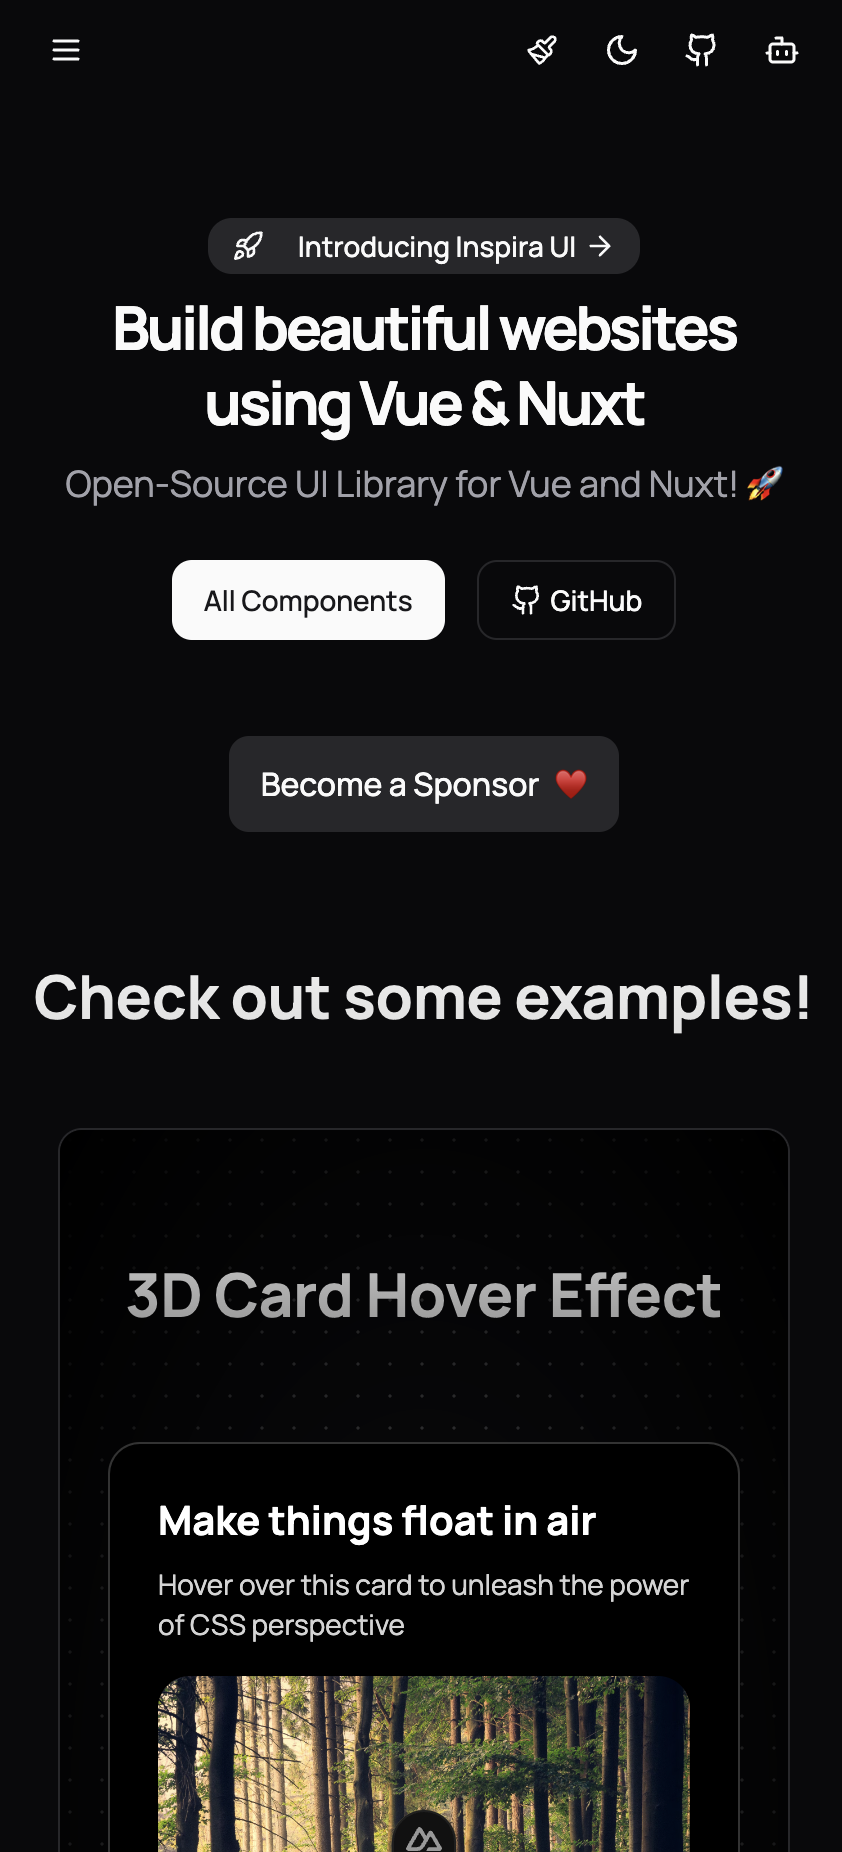 Introducing Inspira UI
Build beautiful websites
using Vue & Nuxt
Open-Source UI Library for Vue and Nuxt! 🚀
All Components
GitHub
Become a Sponsor ♥️
Check out some examples!
3D Card Hover Effect
Make things float in air
Hover over this card to unleash the power
of CSS perspective